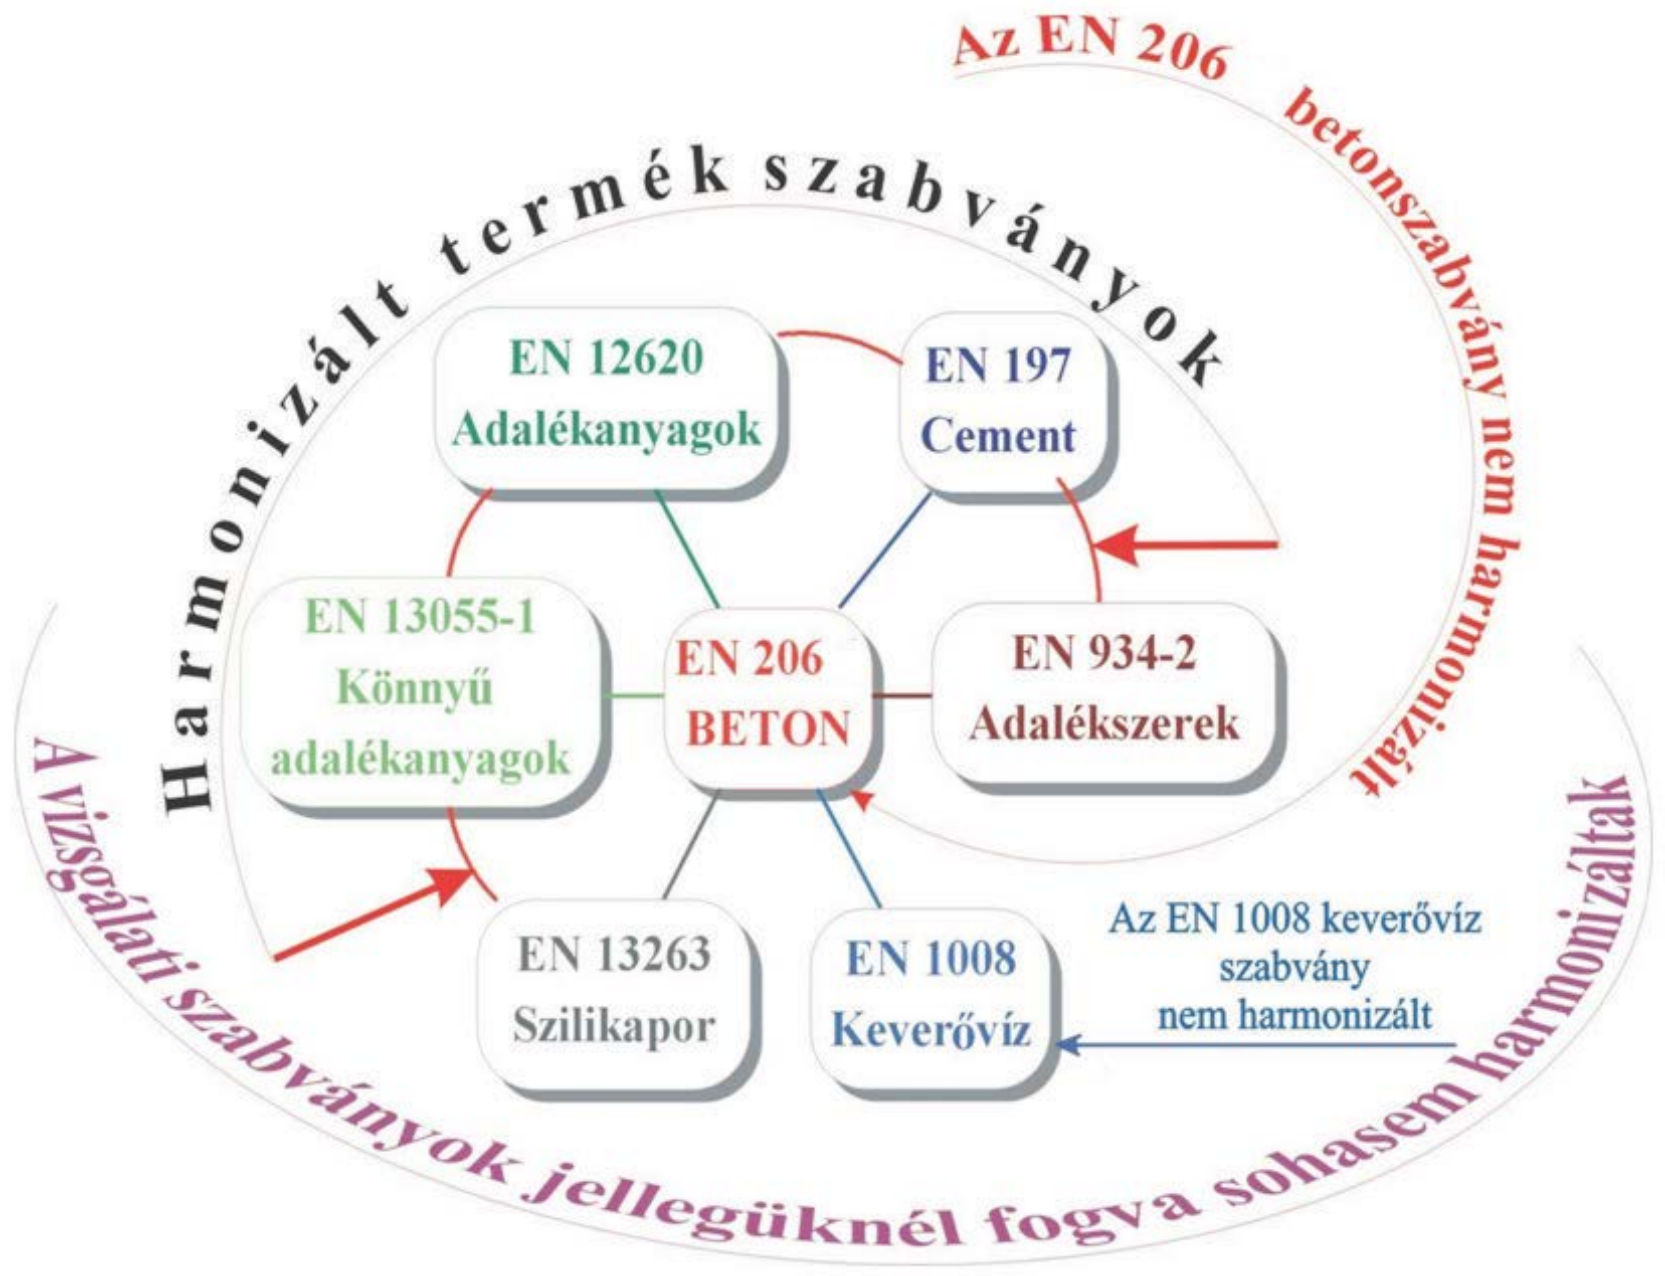 Az EN 206 betonszabvány nem harmonizált
Harmonizált termék szabványok
EN 12620
Adalékanyagok
EN 197
Cement
EN 13055-1
Könnyű
adalékanyagok
EN 206
BETON
EN 934-2
Adalékszerek
EN 13263
Szilikapor
EN 1008
Keverővíz
Az EN 1008 keverővíz
szabvány
nem harmonizált
A vizsgálati szabványok jellegüknél fogva sohasem harmonizáltak